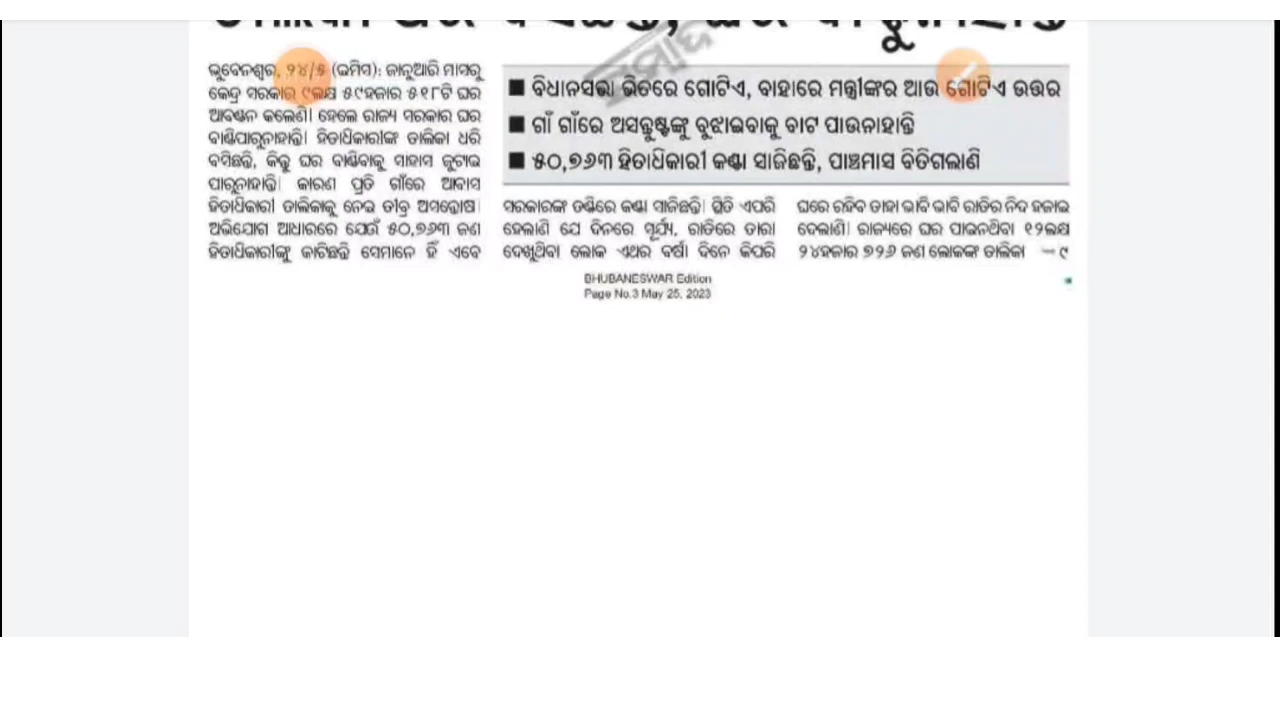 ଭୁବେନଶ୍ୱର, ୨୪/୫ (ଇମିସ): ଜାନୁଆରି ମାସରୁ
କେନ୍ଦ୍ର ସରକାର ୯ଲକ୍ଷ ୫୯ହଜାର ୫୧୮ଟି ଘର
ଆବଣ୍ଟନ କଲେଣି। ହେଲେ ରାଜ୍ୟ ସରକାର ଘର
ବାଣ୍ଟିପାରୁନାହାନ୍ତି। ହିତାଧିକାରୀଙ୍କ ତାଲିକା ଧରି
ବସିଛନ୍ତି, କିନ୍ତୁ ଘର ବାଣ୍ଟିବାକୁ ସାହାସ ଜୁଟାଇ
ପାରୁନାହାନ୍ତି। କାରଣ ପ୍ରତି ଗାଁରେ ଆବାସ
ହିତାଧିକାରୀ ତାଲିକାକୁ ନେଇ ତୀବ୍ର ଅସନ୍ତୋଷ।
ଅଭିଯୋଗ ଆଧାରରେ ଯେଉଁ ୫୦,୭୬୩ ଜଣ
ହିତାଧିକାରୀଙ୍କୁ କାଟିଛନ୍ତି ସେମାନେ ହିଁ ଏବେ
■ ବିଧାନସଭା ଭିତରେ ଗୋଟିଏ, ବାହାରେ ମନ୍ତ୍ରୀଙ୍କର ଆଉ ଗୋଟିଏ ଉତ୍ତର
■ ଗାଁ ଗାଁରେ ଅସନ୍ତୁଷ୍ଟଙ୍କୁ ବୁଝାଇବାକୁ ବାଟ ପାଉନାହାନ୍ତି
■ ୫୦,୭୬୩ ହିତାଧିକାରୀ କଣ୍ଟା ସାଜିଛନ୍ତି, ପାଞ୍ଚମାସ ବିତିଗଲାଣି
ସରକାରଙ୍କ ତଣ୍ଟିରେ କଣ୍ଟା ସାଜିଛନ୍ତି। ସ୍ଥିତି ଏପରି
ହେଲାଣି ଯେ ଦିନରେ ସୂର୍ଯ୍ୟ, ରାତିରେ ତାରା
ଦେଖୁଥିବା ଲୋକ ଏଥର ବର୍ଷା ଦିନେ କିପରି
ଘରେ ରହିବ ତାହା ଭାବି ଭାବି ରାତିର ନିଦ ହଜାଇ
ଦେଲାଣି। ରାଜ୍ୟରେ ଘର ପାଇନଥିବା ୧୨ଲକ୍ଷ
୨୪ହଜାର ୭୨୬ ଜଣ ଲୋକଙ୍କ ତାଲିକା —୯
BHUBANESWAR Edition
Page No.3 May 25, 2023